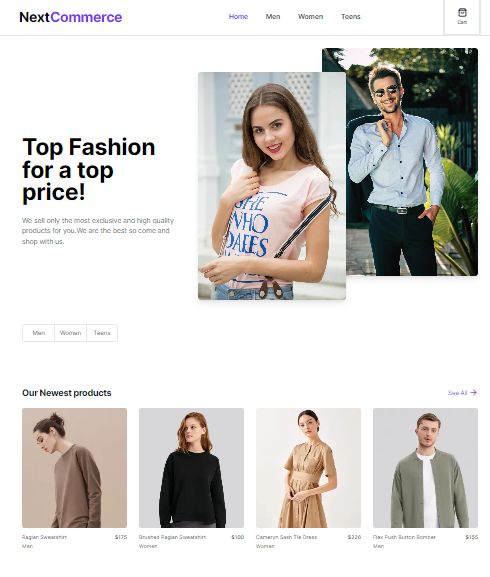 NextCommerce
Home Men Women Teens
Cart
Top Fashion
for a top
price!
We sell only the most exclusive and high quality
products for you.We are the best so come and
shop with us.
SHE
WHO
DARES
Men Women Teens
Our Newest products
See All →
Raglan Sweatshirt $175
Men
Brushed Raglan Sweatshirt $100
Women
Cameryn Sash Tie Dress $226
Women
Flex Push Button Bomber $155
Men